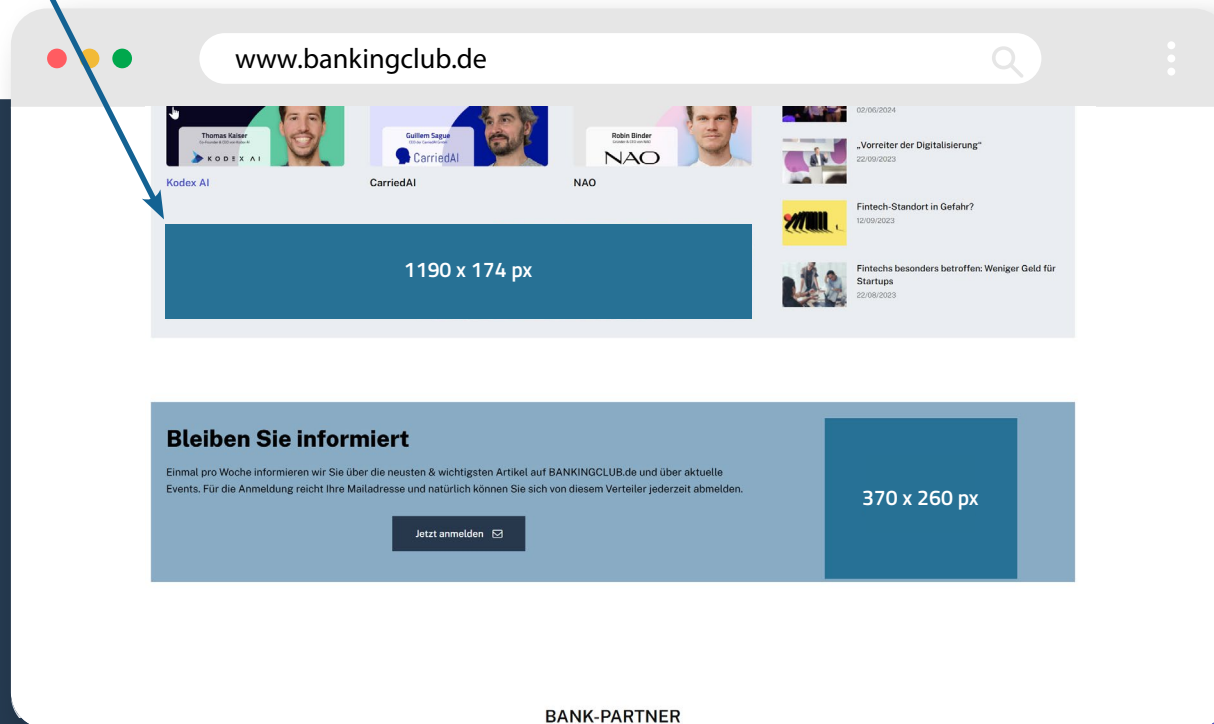 www.bankingclub.de
Thomas Kaiser
KODEX AI
Guillem Sague
CarriedAI
Robin Binder
NAO
Kodex AI
CarriedAI
NAO
02/06/2024
„Vorreiter der Digitalisierung“
22/09/2023
Fintech-Standort in Gefahr?
12/09/2023
Fintechs besonders betroffen: Weniger Geld für
Startups
22/08/2023
1190 x 174 px
Bleiben Sie informiert
Einmal pro Woche informieren wir Sie über die neusten & wichtigsten Artikel auf BANKINGCLUB.de und über aktuelle
Events. Für die Anmeldung reicht Ihre Mailadresse und natürlich können Sie sich von diesem Verteiler jederzeit abmelden.
Jetzt anmelden
370 x 260 px
BANK-PARTNER